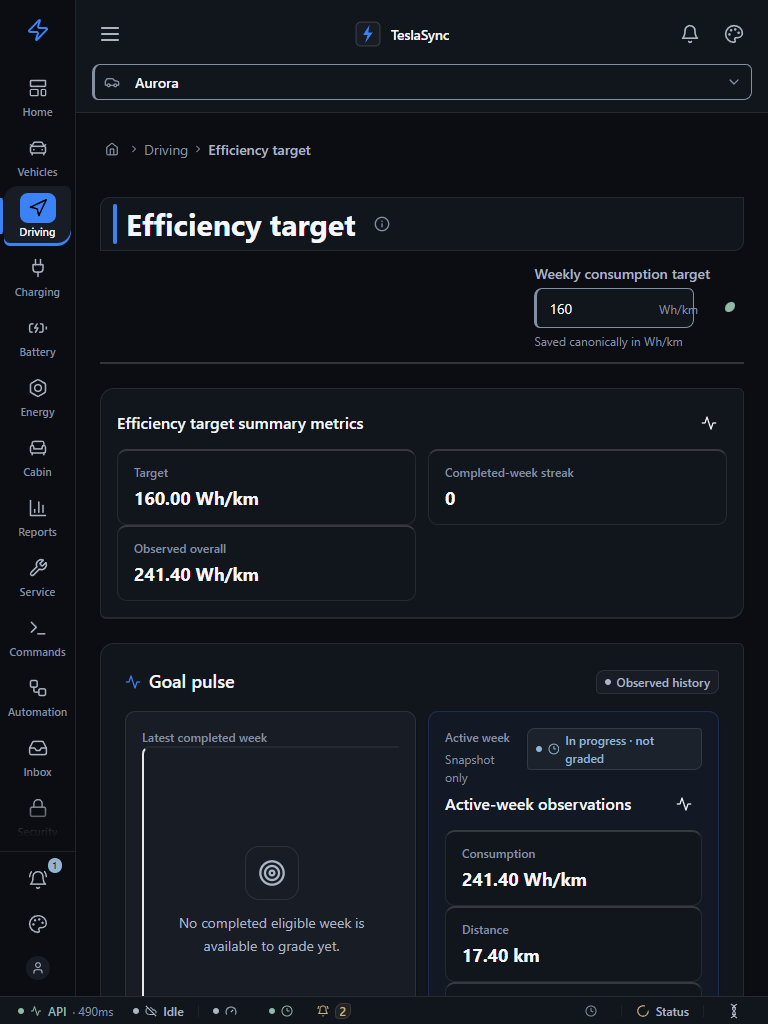 TeslaSync
Aurora
Home
Vehicles
Driving
Charging
Battery
Energy
Cabin
Reports
Service
Commands
Automation
Inbox
Security
1
Driving
Efficiency target
Efficiency target
Weekly consumption target
160 Wh/km
Saved canonically in Wh/km
Efficiency target summary metrics
Target
160.00 Wh/km
Completed-week streak
0
Observed overall
241.40 Wh/km
Goal pulse
Observed history
Latest completed week
No completed eligible week is
available to grade yet.
Active week
Snapshot
only
In progress · not
graded
Active-week observations
Consumption
241.40 Wh/km
Distance
17.40 km
API · 490ms
Idle
2
Status